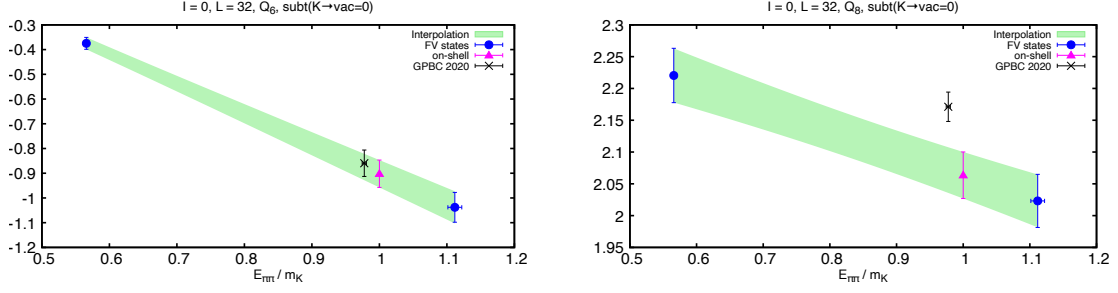 I = 0, L = 32, Q₆, subt(K→vac=0)
Interpolation
FV states
on-shell
GPBC 2020
-0.3
-0.4
-0.5
-0.6
-0.7
-0.8
-0.9
-1
-1.1
-1.2
0.5 0.6 0.7 0.8 0.9 1 1.1 1.2
E_ππ / m_K
I = 0, L = 32, Q₈, subt(K→vac=0)
Interpolation
FV states
on-shell
GPBC 2020
2.3
2.25
2.2
2.15
2.1
2.05
2
1.95
0.5 0.6 0.7 0.8 0.9 1 1.1 1.2
E_ππ / m_K